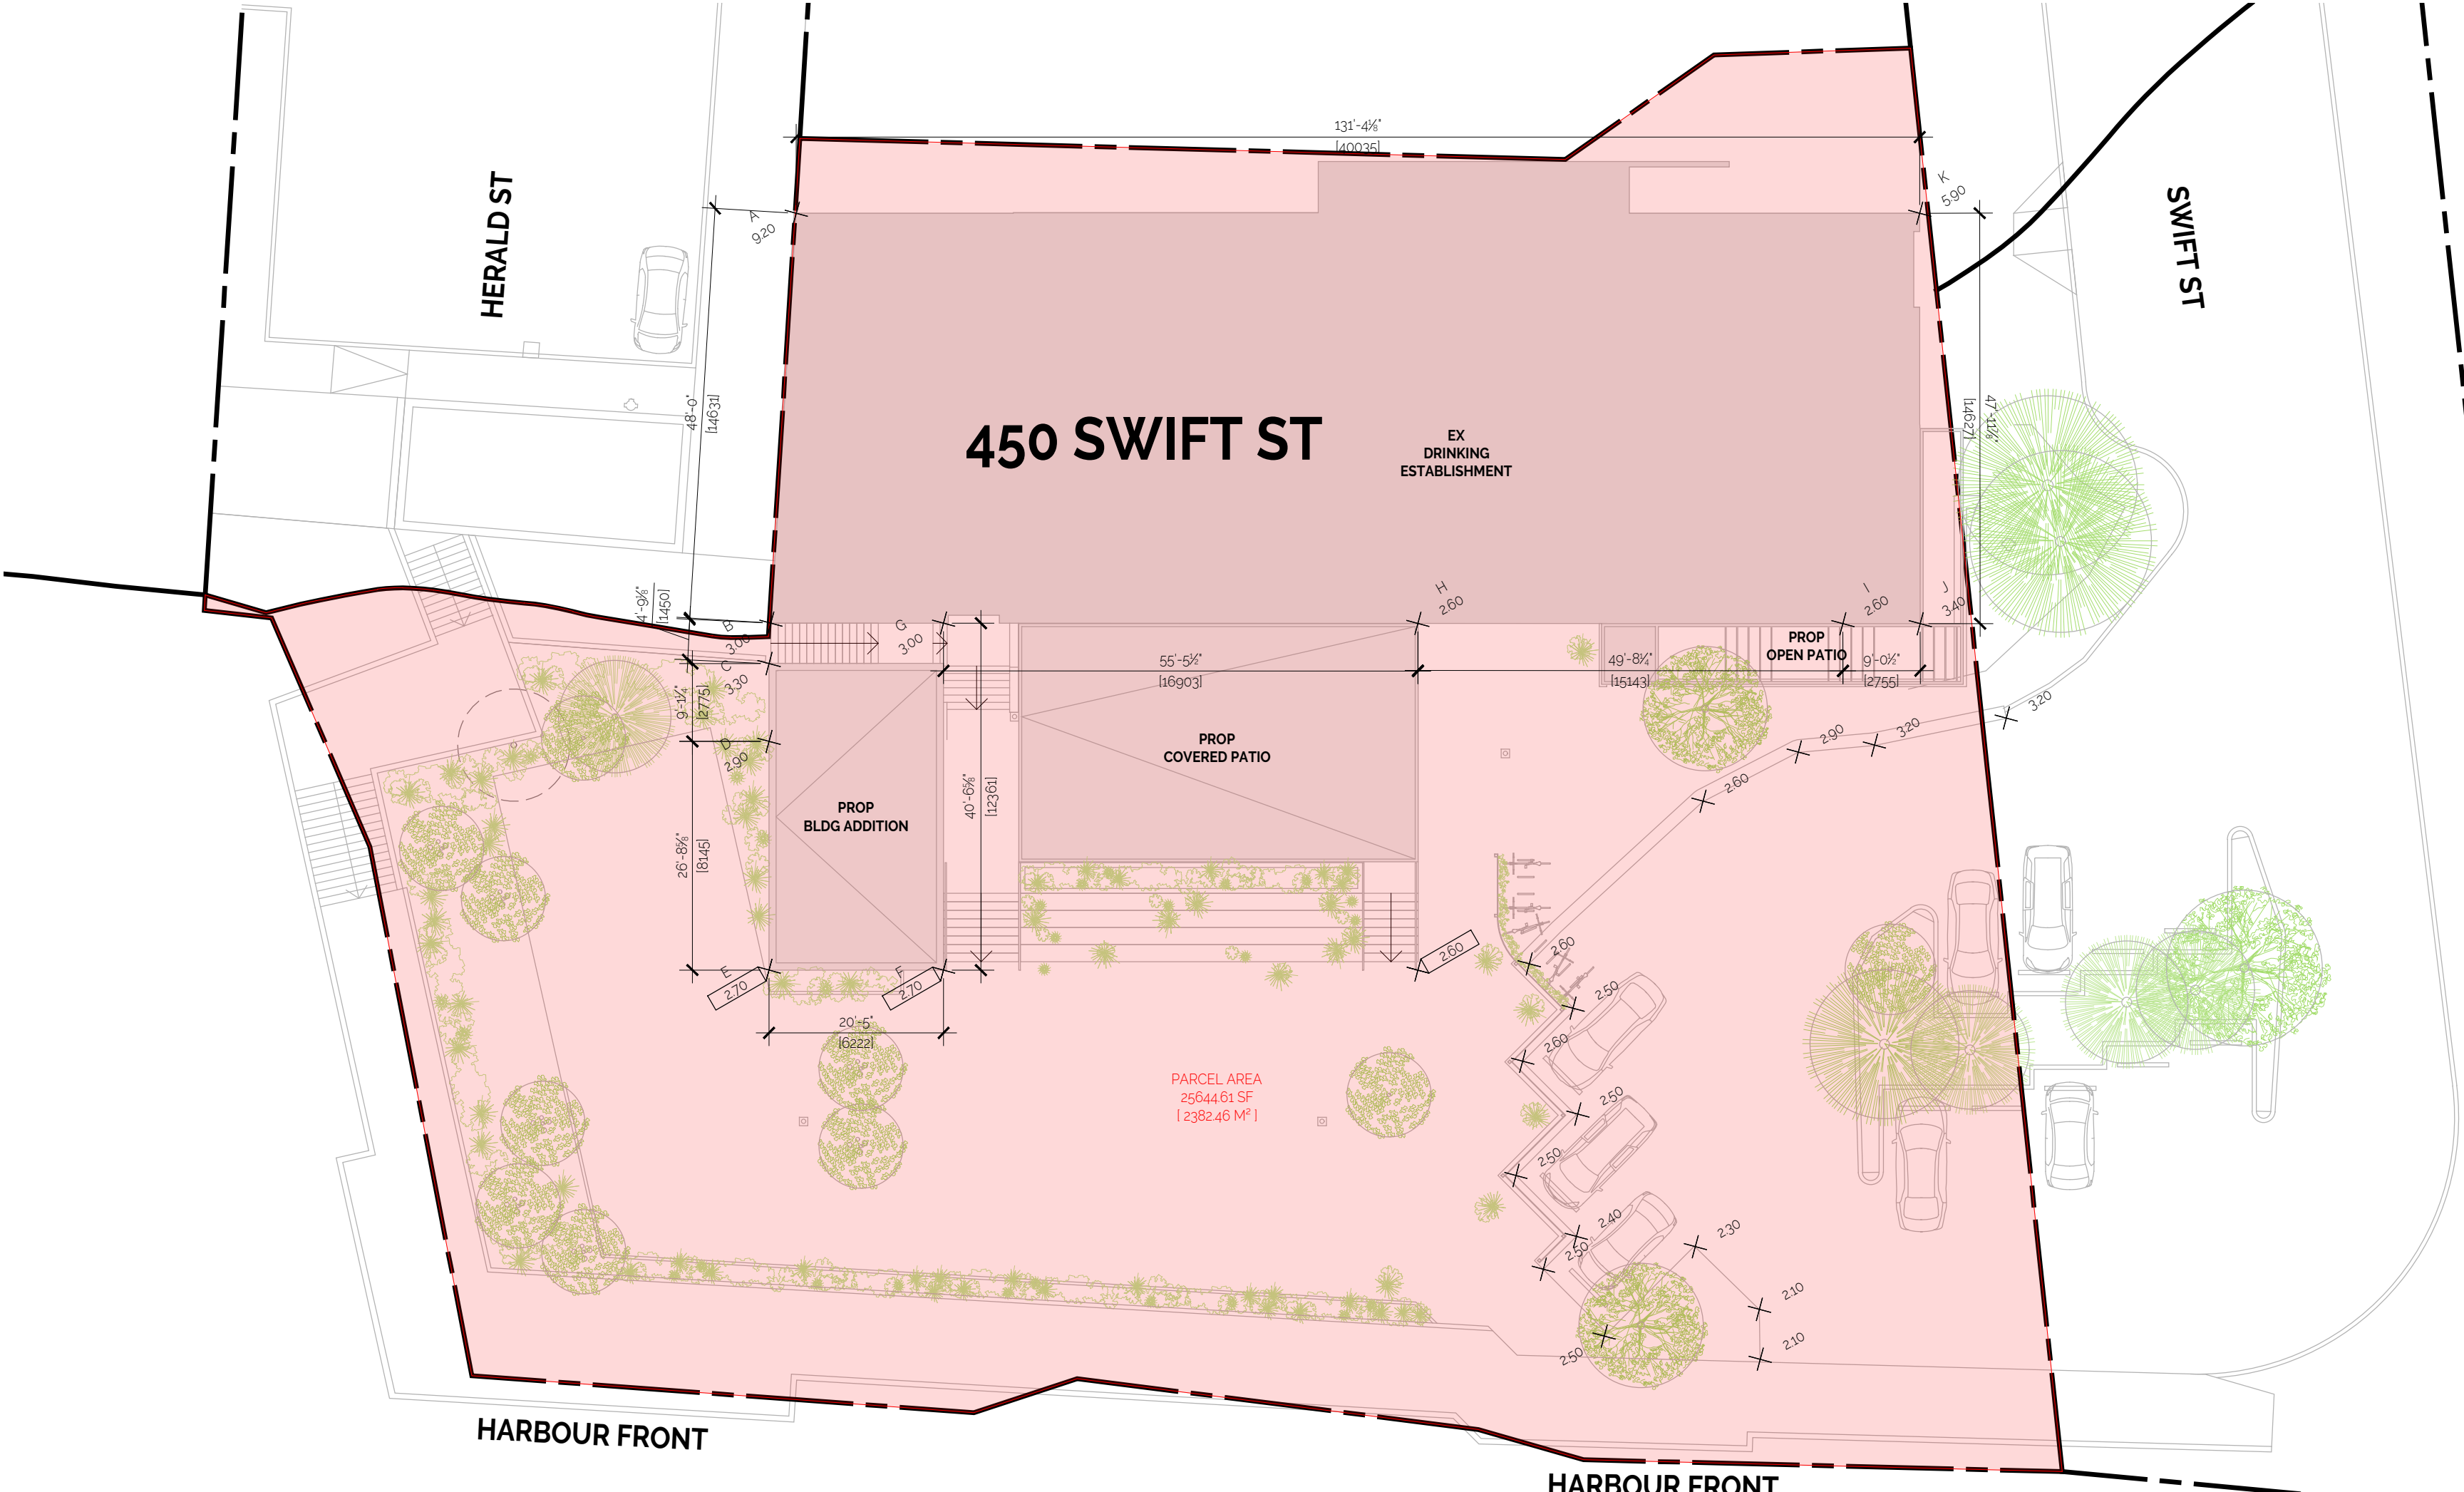 131'-4⅛"
[40035]
K
5.90
A
9.20
HERALD ST
SWIFT ST
48'-0"
[14631]
47'-11⅞"
[14627]
450 SWIFT ST
EX
DRINKING
ESTABLISHMENT
4'-9⅛"
[1450]
B
3.00
G
3.00
H
2.60
I
2.60
J
3.40
C
3.30
PROP
OPEN PATIO
55'-5½"
[16903]
49'-8¼"
[15143]
9'-0½"
[2755]
9'-1¼"
[2775]
3.20
3.20
2.90
D
2.90
PROP
COVERED PATIO
2.60
40'-6⅝"
[12361]
PROP
BLDG ADDITION
26'-8⅝"
[8145]
2.60
2.60
E
2.70
F
2.70
2.50
20'-5"
[6222]
2.60
PARCEL AREA
25644.61 SF
[ 2382.46 M² ]
2.50
2.50
2.40
2.30
2.50
2.10
2.10
2.50
HARBOUR FRONT
HARBOUR FRONT